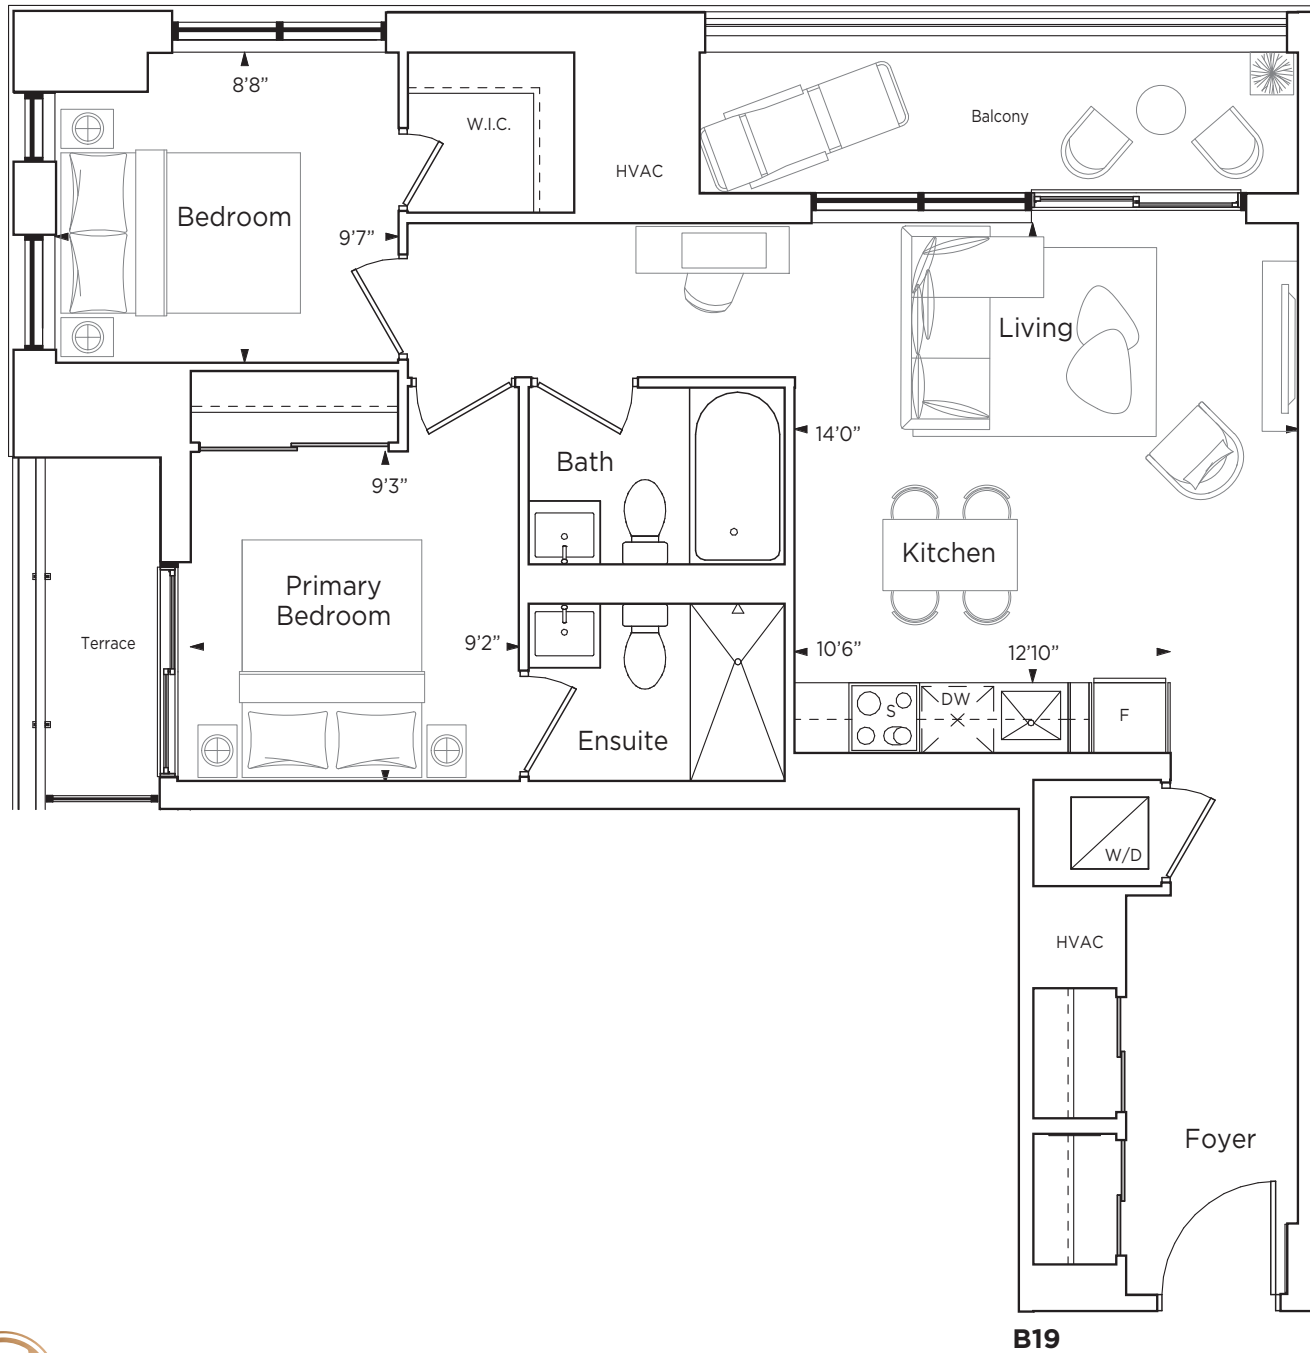 8’8”
W.I.C.
Balcony
HVAC
Bedroom
9’7”
Living
14’0”
Bath
9’3”
Kitchen
Primary
Bedroom
Terrace
9’2”
10’6”
12’10”
S
DW
F
Ensuite
W/D
HVAC
Foyer
B19